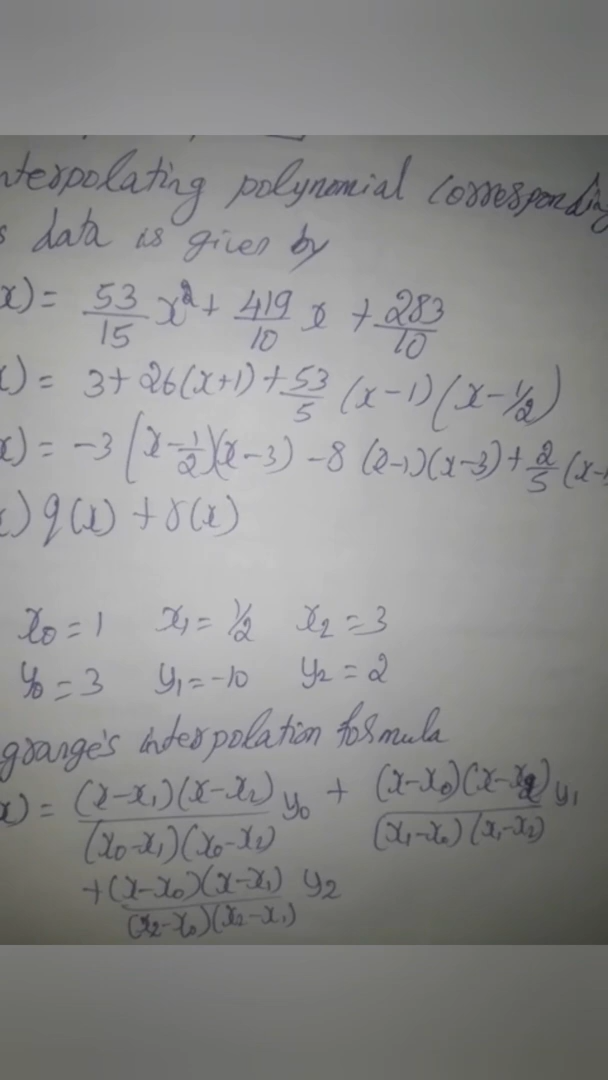 nterpolating polynomial Corresponding
s data is given by
x) = 53/15 x² + 419/10 x + 283/10
) = 3 + 26(x+1) + 53/5 (x-1)(x-1/2)
x) = -3(x-1/2)(x-3) -8(x-1)(x-3) + 2/5 (x-
) q(x) + r(x)
x₀ = 1 x₁ = 1/2 x₂ = 3
y₀ = 3 y₁ = -10 y₂ = 2
grange's interpolation formula
x) = (x-x₁)(x-x₂)/(x₀-x₁)(x₀-x₂) y₀ + (x-x₀)(x-x₂)/(x₁-x₀)(x₁-x₂) y₁
+ (x-x₀)(x-x₁)/(x₂-x₀)(x₂-x₁) y₂